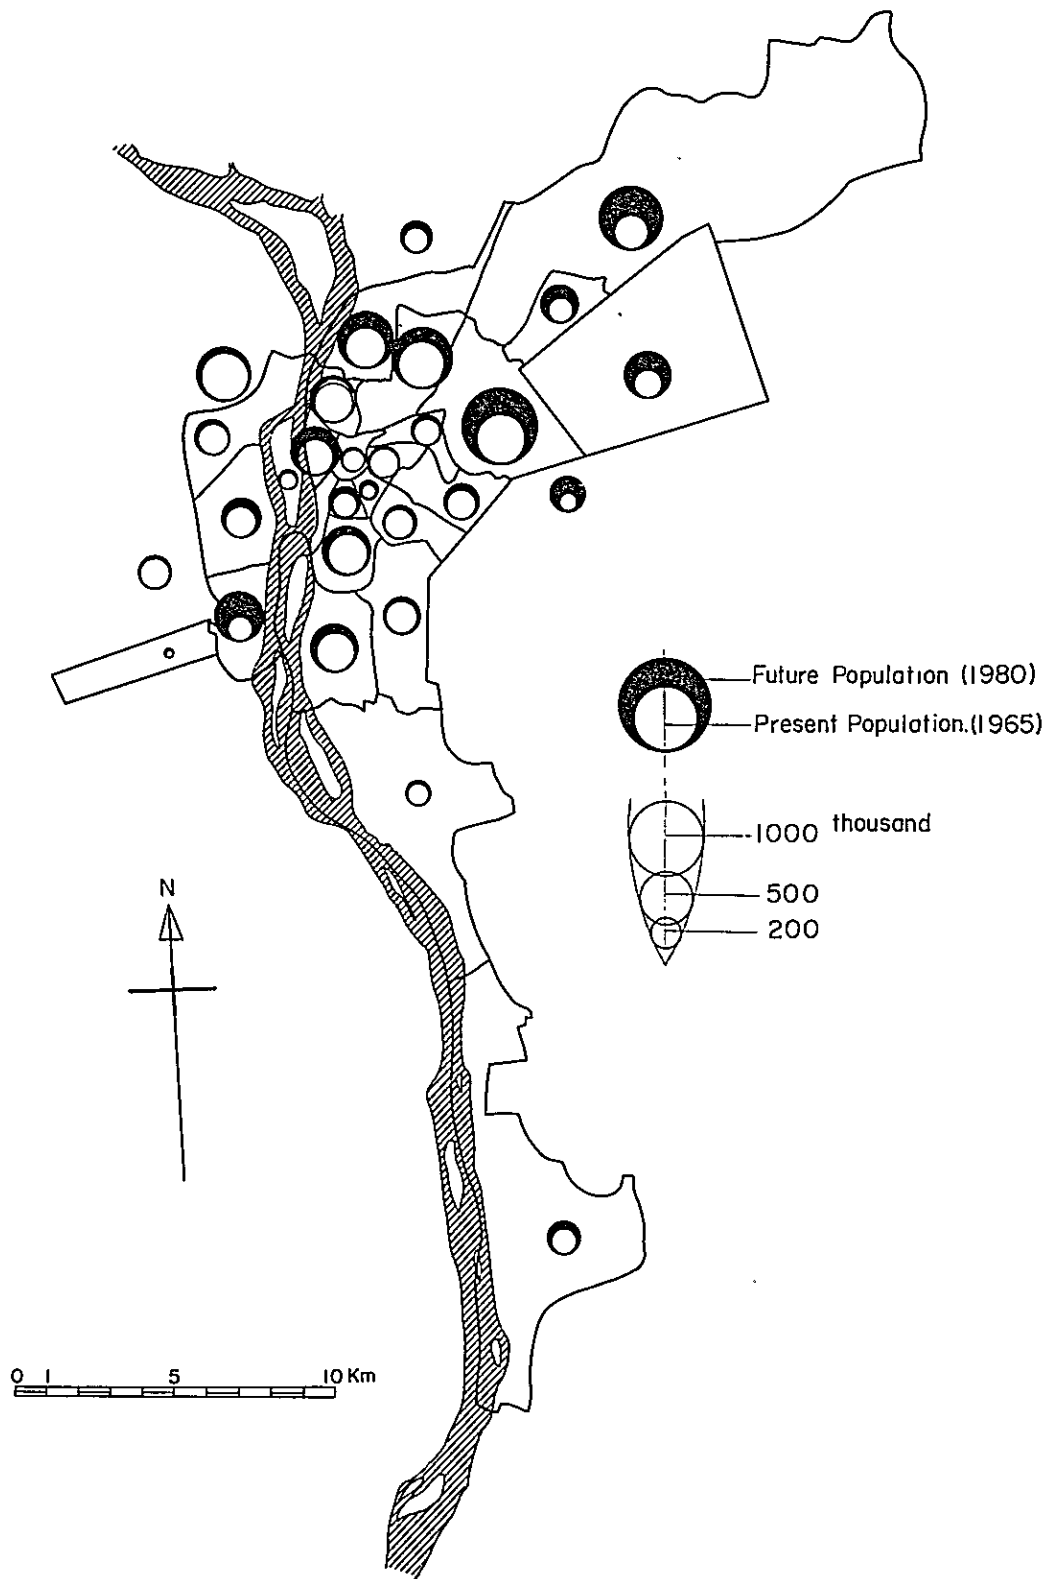 Future Population (1980)
Present Population.(1965)
1000 thousand
500
200
N
0 1 5 10 Km